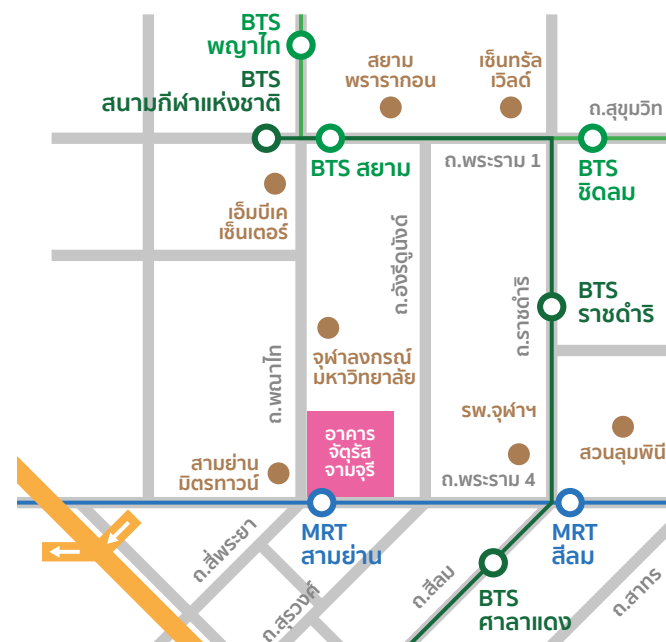 BTS
พญาไท
BTS
สนามกีฬาแห่งชาติ
สยาม
พรารากอน
เซ็นทรัล
เวิลด์
ถ.สุขุมวิท
BTS สยาม
ถ.พระราม 1
BTS
ชิดลม
เอ็มบีเค
เซ็นเตอร์
ถ.อังรีดูนังต์
BTS
ราชดำริ
ถ.ราชดำริ
จุฬาลงกรณ์
มหาวิทยาลัย
ถ.พณาไท
รพ.จุฬาฯ
อาคาร
จัตุรัส
จามจุรี
สวนลุมพินี
สามย่าน
มิตรทาวน์
ถ.พระราม 4
MRT
สามย่าน
MRT
สีลม
ถ.สี่พระยา
ถ.สุรวงศ์
ถ.สีลม
BTS
ศาลาแดง
ถ.สาทร